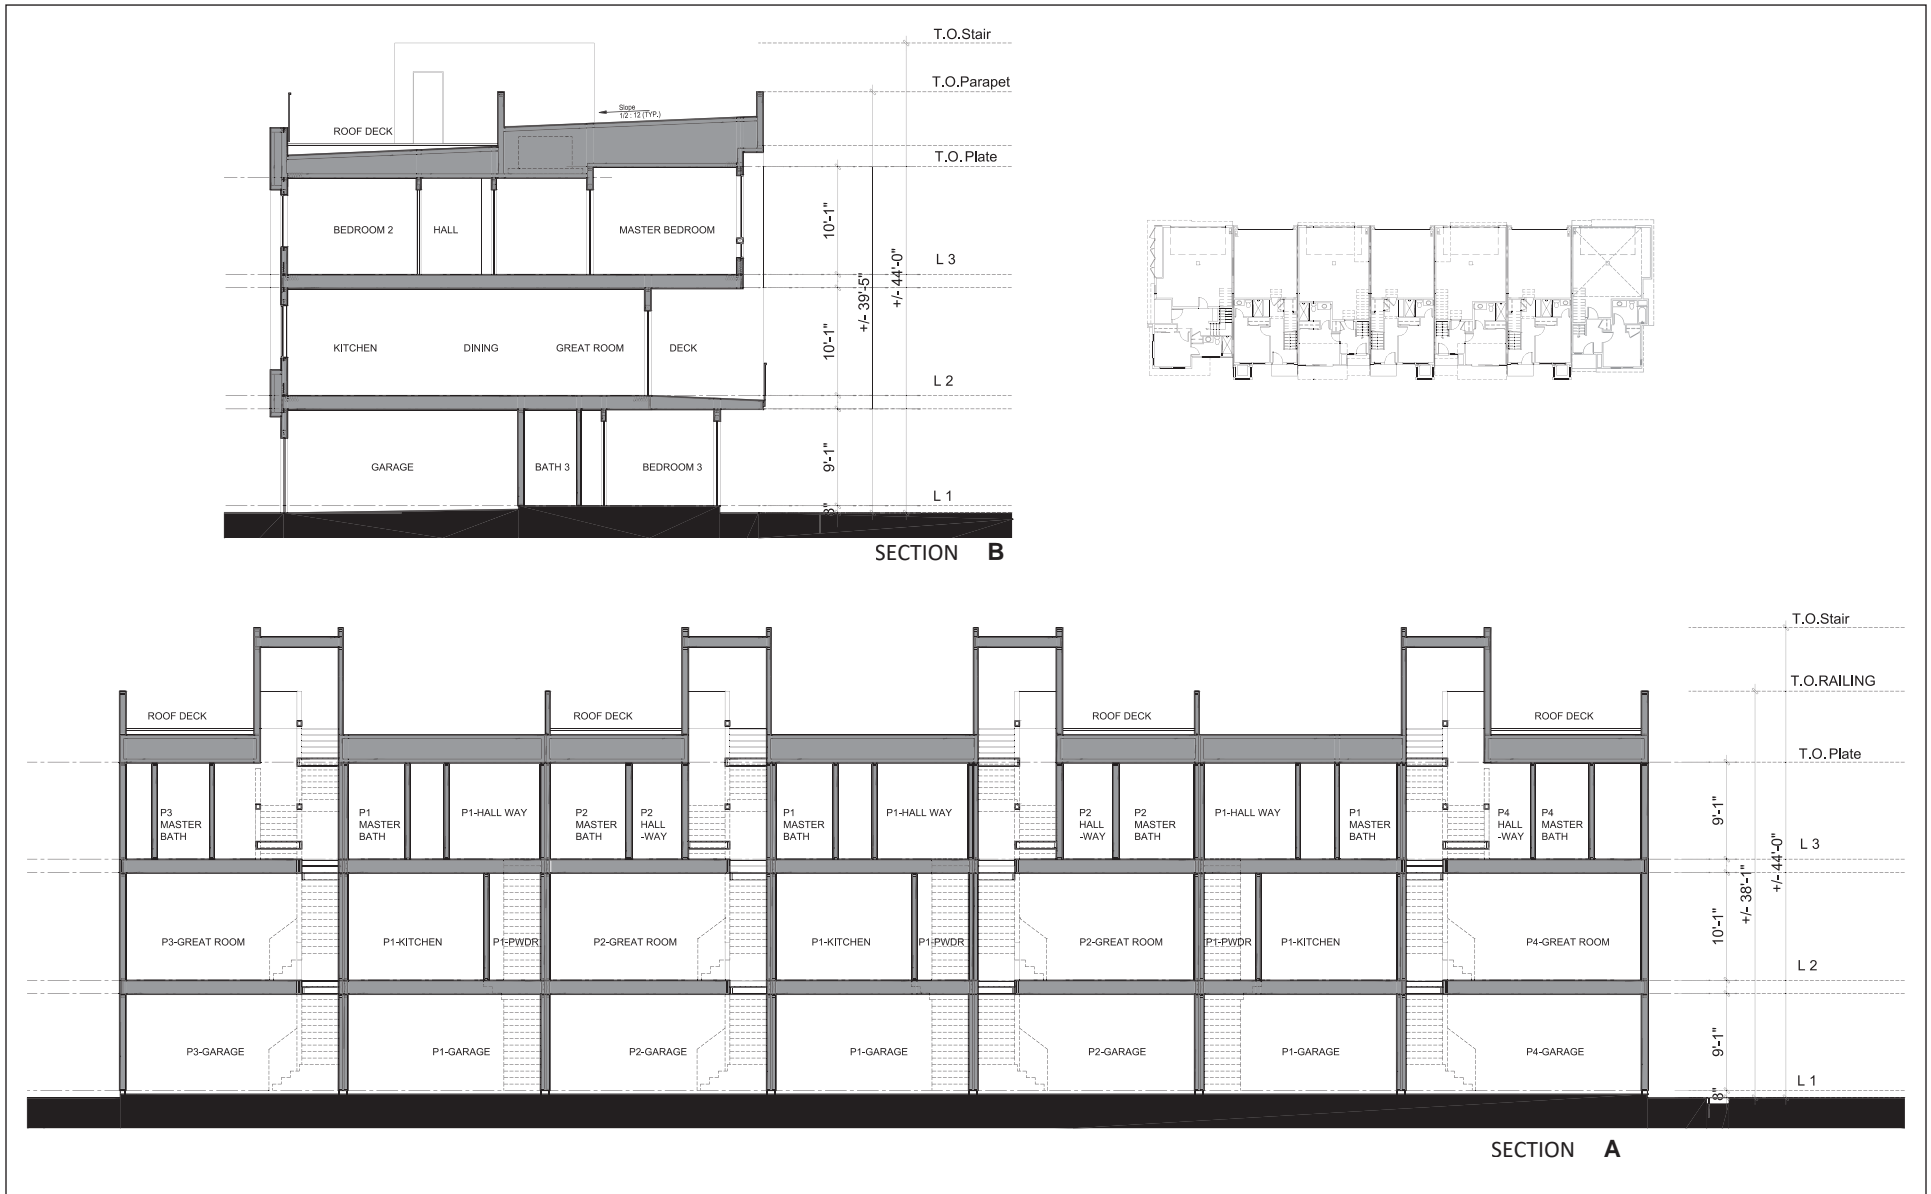 T.O.Stair
T.O.Parapet
Slope
1/2 : 12 (TYP.)
ROOF DECK
T.O. Plate
BEDROOM 2
HALL
MASTER BEDROOM
10'-1"
L 3
+/- 39'-5"
+/- 44'-0"
KITCHEN
DINING
GREAT ROOM
DECK
10'-1"
L 2
GARAGE
BATH 3
BEDROOM 3
9'-1"
L 1
8"
SECTION B
T.O.Stair
T.O.RAILING
ROOF DECK
ROOF DECK
ROOF DECK
ROOF DECK
T.O. Plate
P3
MASTER
BATH
P1
MASTER
BATH
P1-HALL WAY
P2
MASTER
BATH
P2
HALL
-WAY
P1
MASTER
BATH
P1-HALL WAY
P2
HALL
-WAY
P2
MASTER
BATH
P1-HALL WAY
P1
MASTER
BATH
P4
HALL
-WAY
P4
MASTER
BATH
9'-1"
L 3
+/- 38'-1"
+/- 44'-0"
P3-GREAT ROOM
P1-KITCHEN
P1-PWDR
P2-GREAT ROOM
P1-KITCHEN
P1-PWDR
P2-GREAT ROOM
P1-PWDR
P1-KITCHEN
P4-GREAT ROOM
10'-1"
L 2
P3-GARAGE
P1-GARAGE
P2-GARAGE
P1-GARAGE
P2-GARAGE
P1-GARAGE
P4-GARAGE
9'-1"
L 1
8"
SECTION A